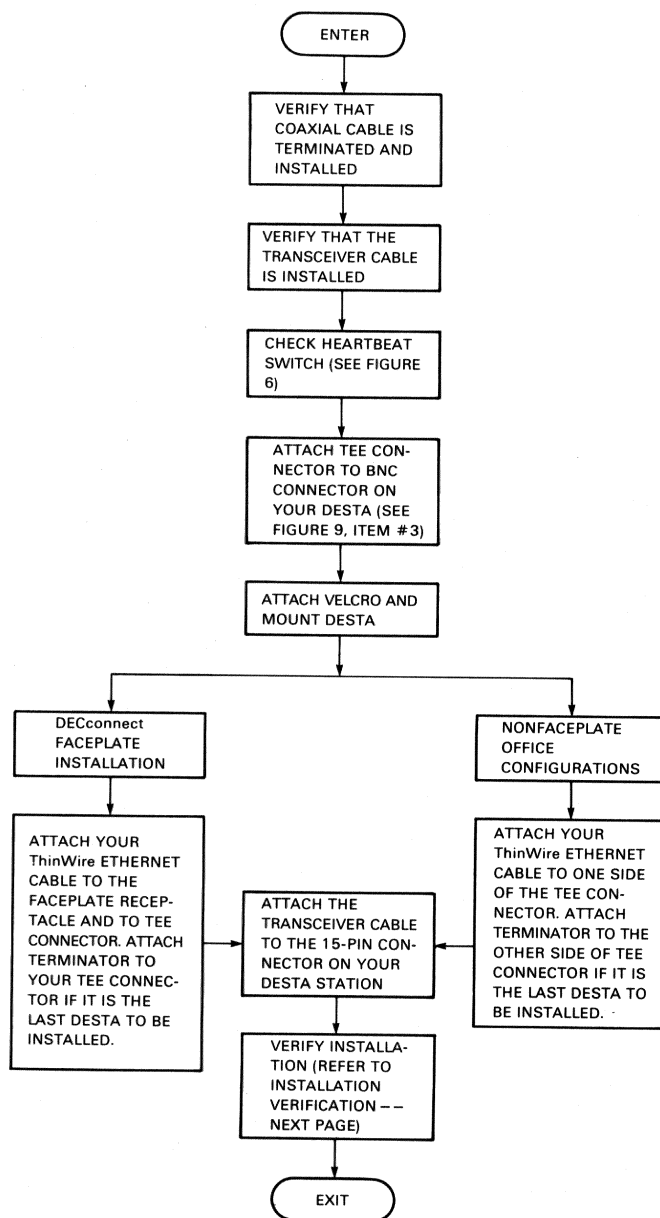 ENTER
VERIFY THAT
COAXIAL CABLE IS
TERMINATED AND
INSTALLED
VERIFY THAT THE
TRANSCEIVER CABLE
IS INSTALLED
CHECK HEARTBEAT
SWITCH (SEE FIGURE
6)
ATTACH TEE CON-
NECTOR TO BNC
CONNECTOR ON
YOUR DESTA (SEE
FIGURE 9, ITEM #3)
ATTACH VELCRO AND
MOUNT DESTA
DECconnect
FACEPLATE
INSTALLATION
NONFACEPLATE
OFFICE
CONFIGURATIONS
ATTACH YOUR
ThinWire ETHERNET
CABLE TO THE
FACEPLATE RECEP-
TACLE AND TO TEE
CONNECTOR. ATTACH
TERMINATOR TO
YOUR TEE CONNEC-
TOR IF IT IS THE
LAST DESTA TO BE
INSTALLED.
ATTACH YOUR
ThinWire ETHERNET
CABLE TO ONE SIDE
OF THE TEE CON-
NECTOR. ATTACH
TERMINATOR TO THE
OTHER SIDE OF TEE
CONNECTOR IF IT IS
THE LAST DESTA TO
BE INSTALLED.
ATTACH THE
TRANSCEIVER CABLE
TO THE 15-PIN CON-
NECTOR ON YOUR
DESTA STATION
VERIFY INSTALLA-
TION (REFER TO
INSTALLATION
VERIFICATION — —
NEXT PAGE)
EXIT